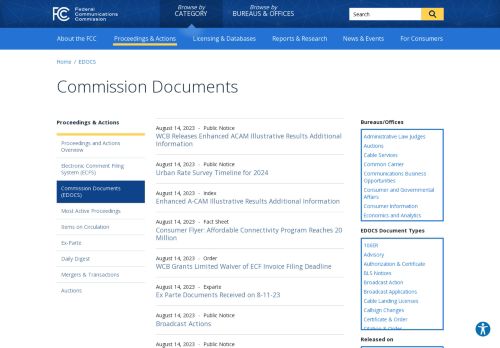 Federal
Communications
Commission
Browse by
CATEGORY
Browse by
BUREAUS & OFFICES
Search
About the FCC
Proceedings & Actions
Licensing & Databases
Reports & Research
News & Events
For Consumers
Home / EDOCS
Commission Documents
Proceedings & Actions
Proceedings and Actions
Overview
Electronic Comment Filing
System (ECFS)
Commission Documents
(EDOCS)
Most Active Proceedings
Items on Circulation
Ex-Parte
Daily Digest
Mergers & Transactions
Auctions
August 14, 2023 - Public Notice
WCB Releases Enhanced ACAM Illustrative Results Additional
Information
August 14, 2023 - Public Notice
Urban Rate Survey Timeline for 2024
August 14, 2023 - Index
Enhanced A-CAM Illustrative Results Additional Information
August 14, 2023 - Fact Sheet
Consumer Flyer: Affordable Connectivity Program Reaches 20
Million
August 14, 2023 - Order
WCB Grants Limited Waiver of ECF Invoice Filing Deadline
August 14, 2023 - Exparte
Ex Parte Documents Received on 8-11-23
August 14, 2023 - Public Notice
Broadcast Actions
August 14, 2023 - Public Notice
Bureaus/Offices
Administrative Law Judges
Auctions
Cable Services
Common Carrier
Communications Business
Opportunities
Consumer and Governmental
Affairs
Consumer Information
Economics and Analytics
EDOCS Document Types
106ER
Advisory
Authorization & Certificate
BLS Notices
Broadcast Action
Broadcast Applications
Cable Landing Licenses
Callsign Changes
Certificate & Order
Citation & Order
Released on